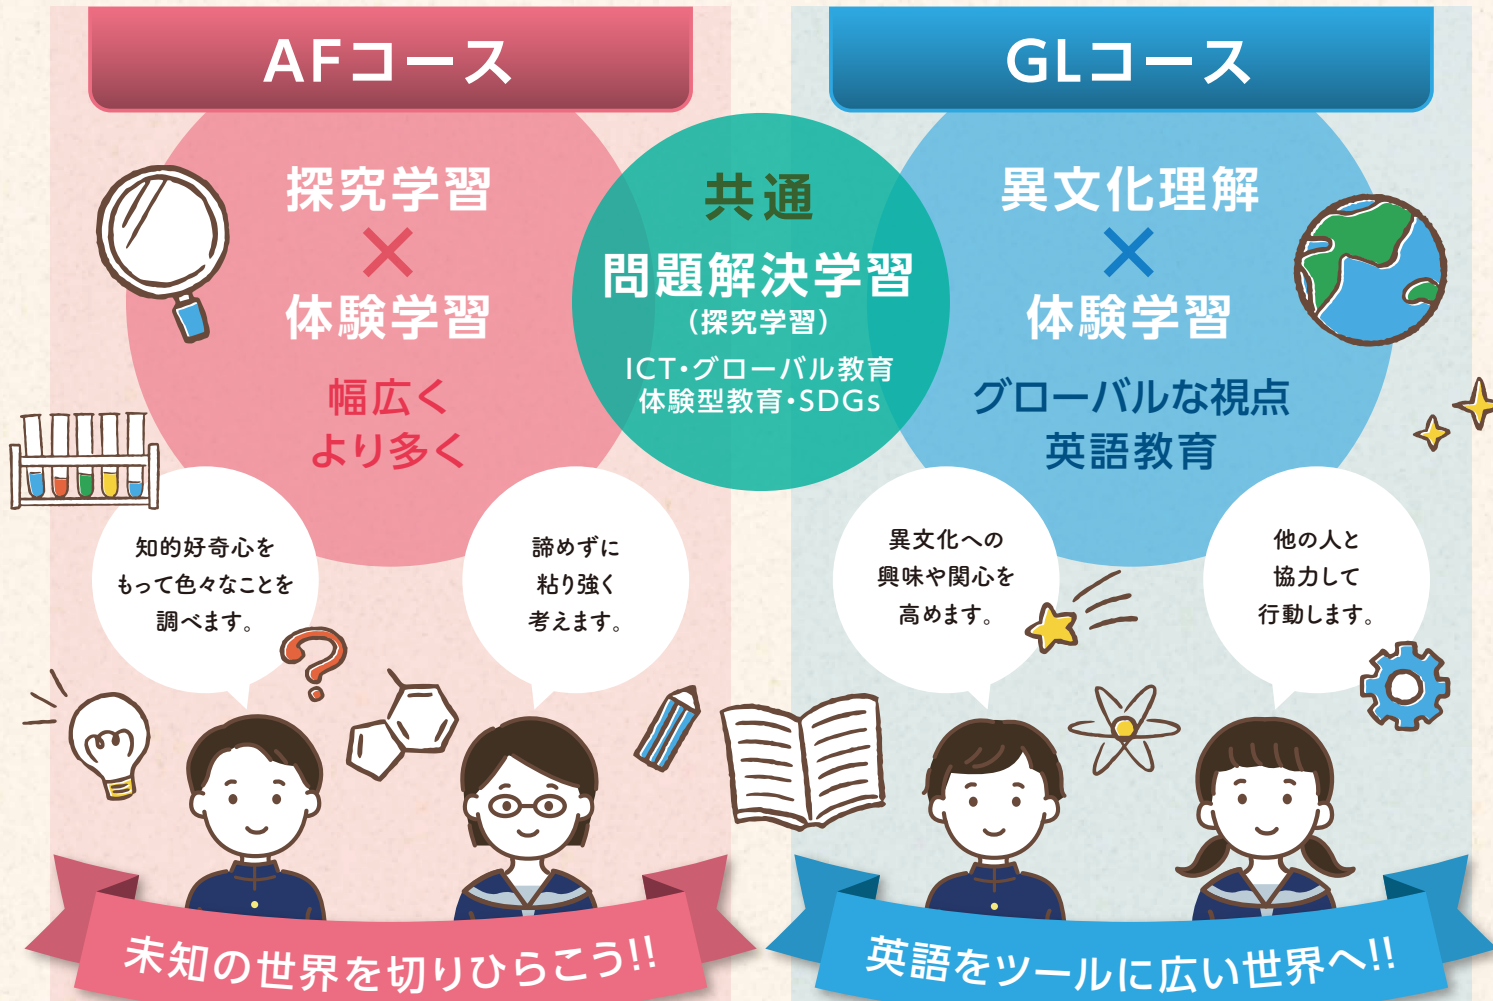 AFコース
探究学習
×
体験学習
幅広く
より多く
知的好奇心を
もって色々なことを
調べます。
諦めずに
粘り強く
考えます。
未知の世界を切りひらこう!!
共通
問題解決学習
(探究学習)
ICT・グローバル教育
体験型教育・SDGs
GLコース
異文化理解
×
体験学習
グローバルな視点
英語教育
異文化への
興味や関心を
高めます。
他の人と
協力して
行動します。
英語をツールに広い世界へ!!